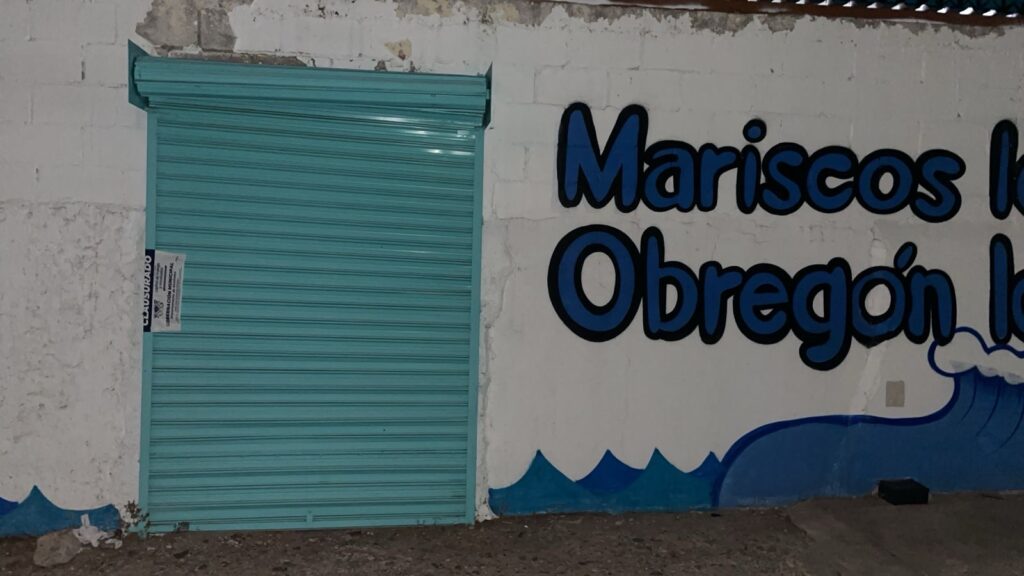 Mariscos l
Obregón l
CLAUSURADO